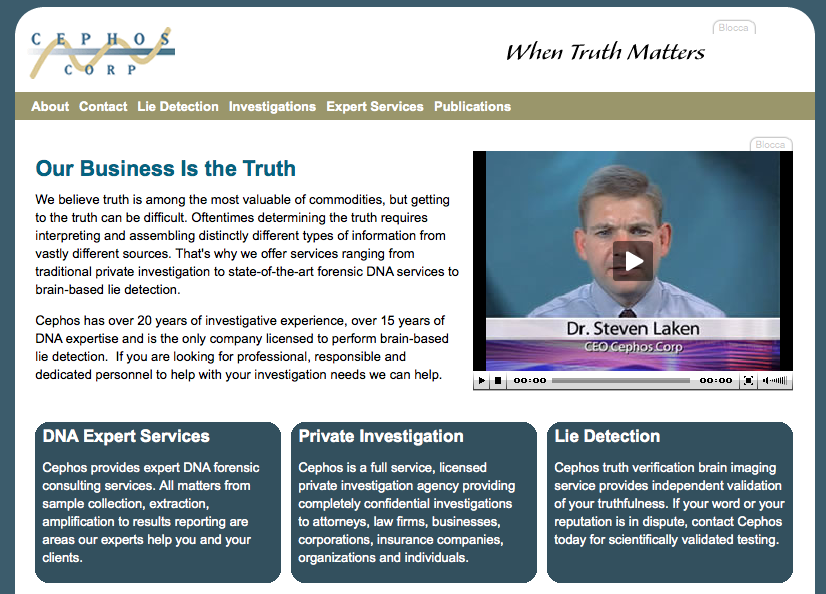 CEPHOS
CORP
When Truth Matters
Blocca
About Contact Lie Detection Investigations Expert Services Publications
Blocca
Our Business Is the Truth
We believe truth is among the most valuable of commodities, but getting
to the truth can be difficult. Oftentimes determining the truth requires
interpreting and assembling distinctly different types of information from
vastly different sources. That's why we offer services ranging from
traditional private investigation to state-of-the-art forensic DNA services to
brain-based lie detection.
Cephos has over 20 years of investigative experience, over 15 years of
DNA expertise and is the only company licensed to perform brain-based
lie detection. If you are looking for professional, responsible and
dedicated personnel to help with your investigation needs we can help.
Dr. Steven Laken
CEO Cephos Corp
00:00 00:00
DNA Expert Services
Cephos provides expert DNA forensic
consulting services. All matters from
sample collection, extraction,
amplification to results reporting are
areas our experts help you and your
clients.
Private Investigation
Cephos is a full service, licensed
private investigation agency providing
completely confidential investigations
to attorneys, law firms, businesses,
corporations, insurance companies,
organizations and individuals.
Lie Detection
Cephos truth verification brain imaging
service provides independent validation
of your truthfulness. If your word or your
reputation is in dispute, contact Cephos
today for scientifically validated testing.